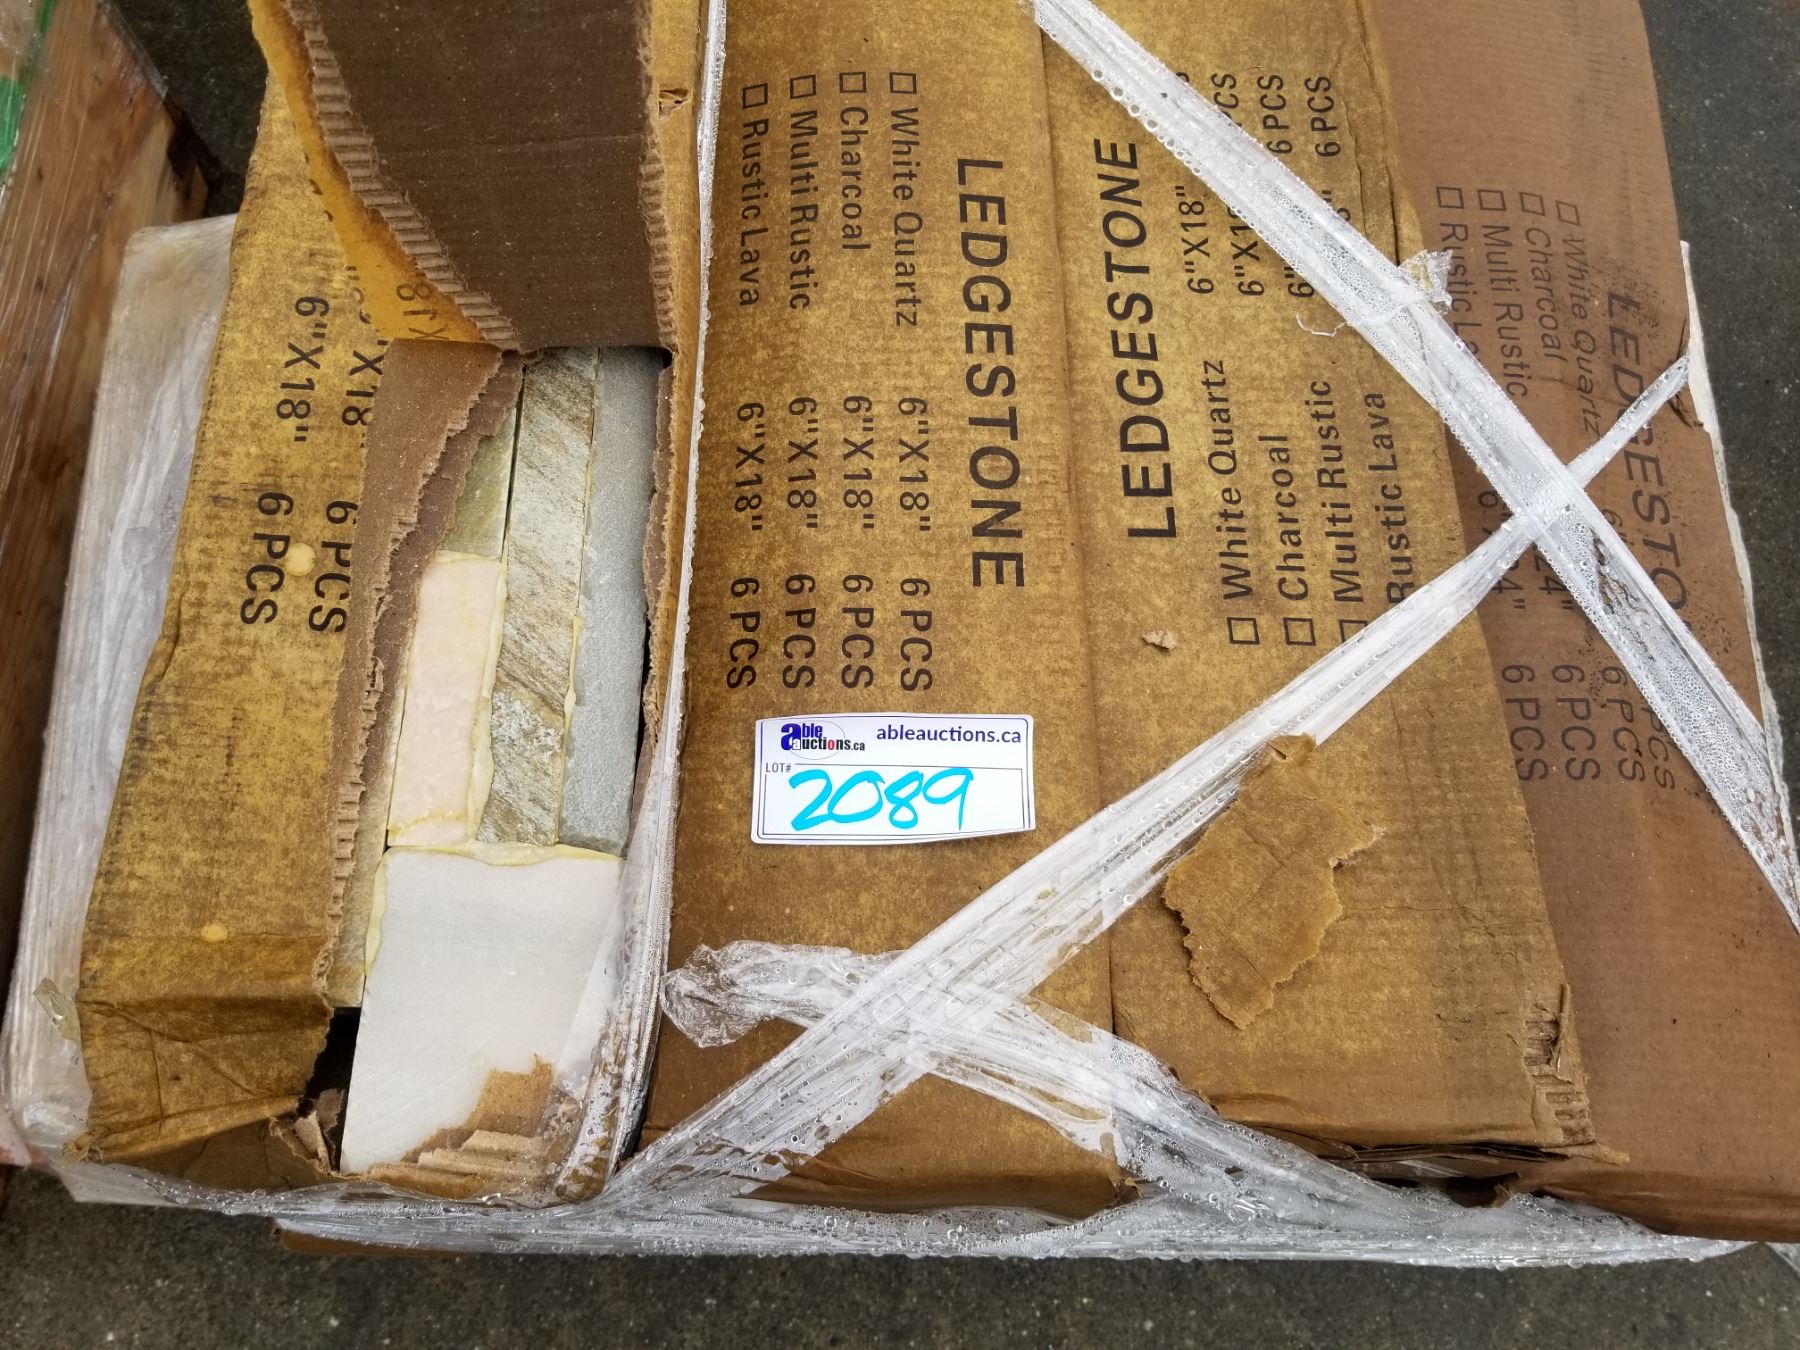 6"X18" 6 PCS
6 PCS
LEDGESTONE
☐ White Quartz 6"X18" 6 PCS
☐ Charcoal 6"X18" 6 PCS
☐ Multi Rustic 6"X18" 6 PCS
☐ Rustic Lava 6"X18" 6 PCS
LEDGESTONE
☐ White Quartz 6"X18"
☐ Charcoal PCS
☐ Multi Rustic 6 PCS
Rustic Lava 6 PCS
☐ White Quartz 6 PCS
☐ Charcoal 6 PCS
☐ Multi Rustic 6 PCS
☐ Rustic
able auctions.ca
ableauctions.ca
LOT#
2089